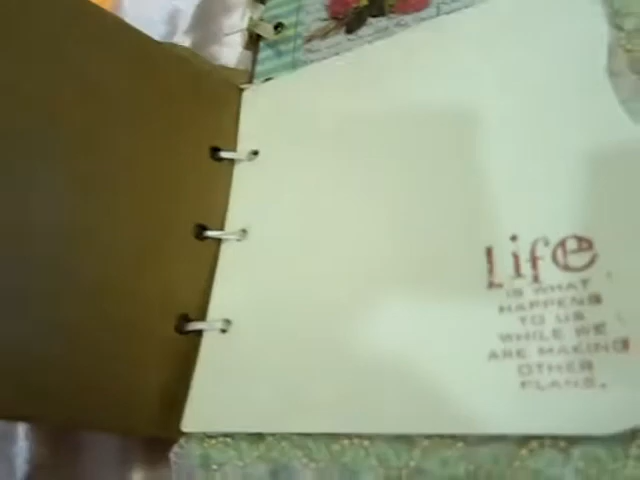 Life
IS WHAT
HAPPENS
TO US
WHILE WE
ARE MAKING
OTHER
PLANS.